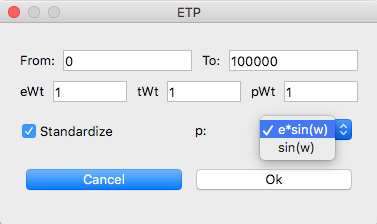 ETP
From: 0 To: 100000
eWt 1 tWt 1 pWt 1
Standardize p: e*sin(w)
sin(w)
Cancel Ok